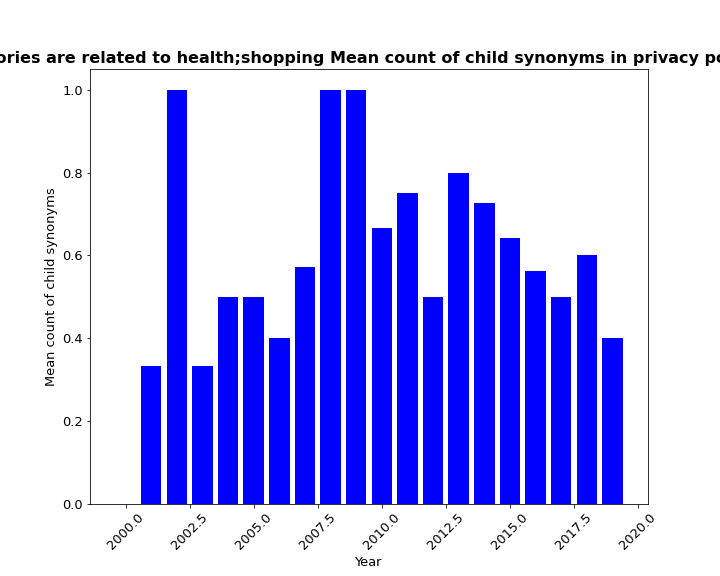 ories are related to health;shopping Mean count of child synonyms in privacy po
Mean count of child synonyms
1.0
0.8
0.6
0.4
0.2
0.0
2000.0 2002.5 2005.0 2007.5 2010.0 2012.5 2015.0 2017.5 2020.0
Year